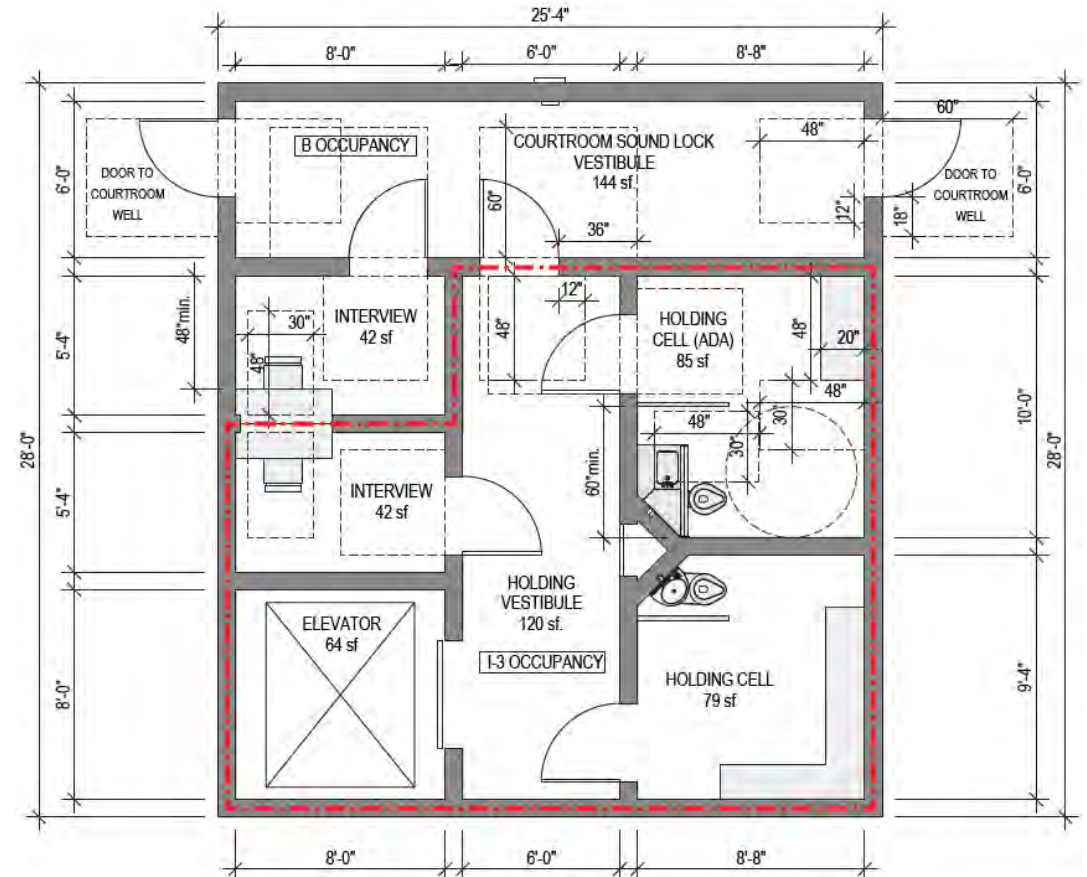 25'-4"
8'-0"
6'-0"
8'-8"
60"
48"
B OCCUPANCY
COURTROOM SOUND LOCK
VESTIBULE
144 sf.
DOOR TO
COURTROOM
WELL
DOOR TO
COURTROOM
WELL
6'-0"
6'-0"
60"
36"
12"
18"
48"min.
5'-4"
30"
48"
INTERVIEW
42 sf
12"
48"
HOLDING
CELL (ADA)
85 sf
48"
20"
48"
48"
30"
30"
10'-0"
28'-0"
28'-0"
60"min.
5'-4"
INTERVIEW
42 sf
HOLDING
VESTIBULE
120 sf.
I-3 OCCUPANCY
ELEVATOR
64 sf
8'-0"
HOLDING CELL
79 sf
9'-4"
8'-0"
6'-0"
8'-8"